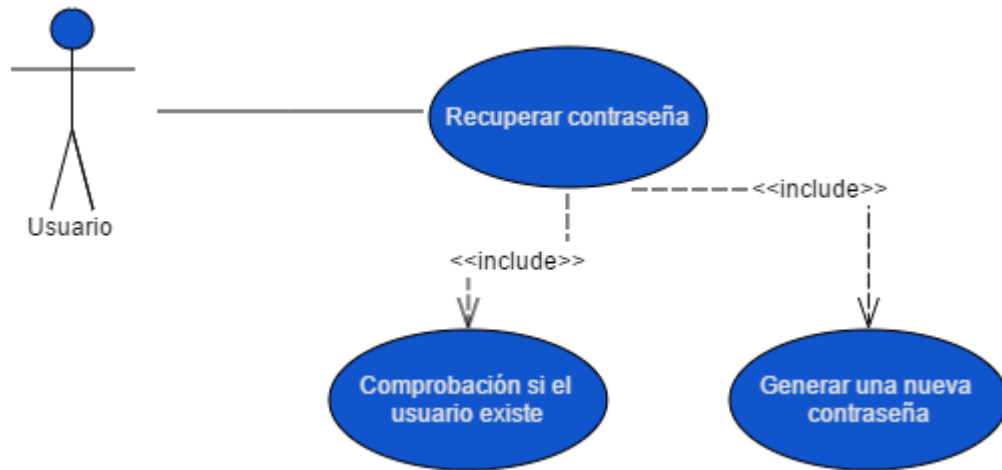 Recuperar contraseña
<<include>>
Usuario
<<include>>
Comprobación si el
usuario existe
Generar una nueva
contraseña